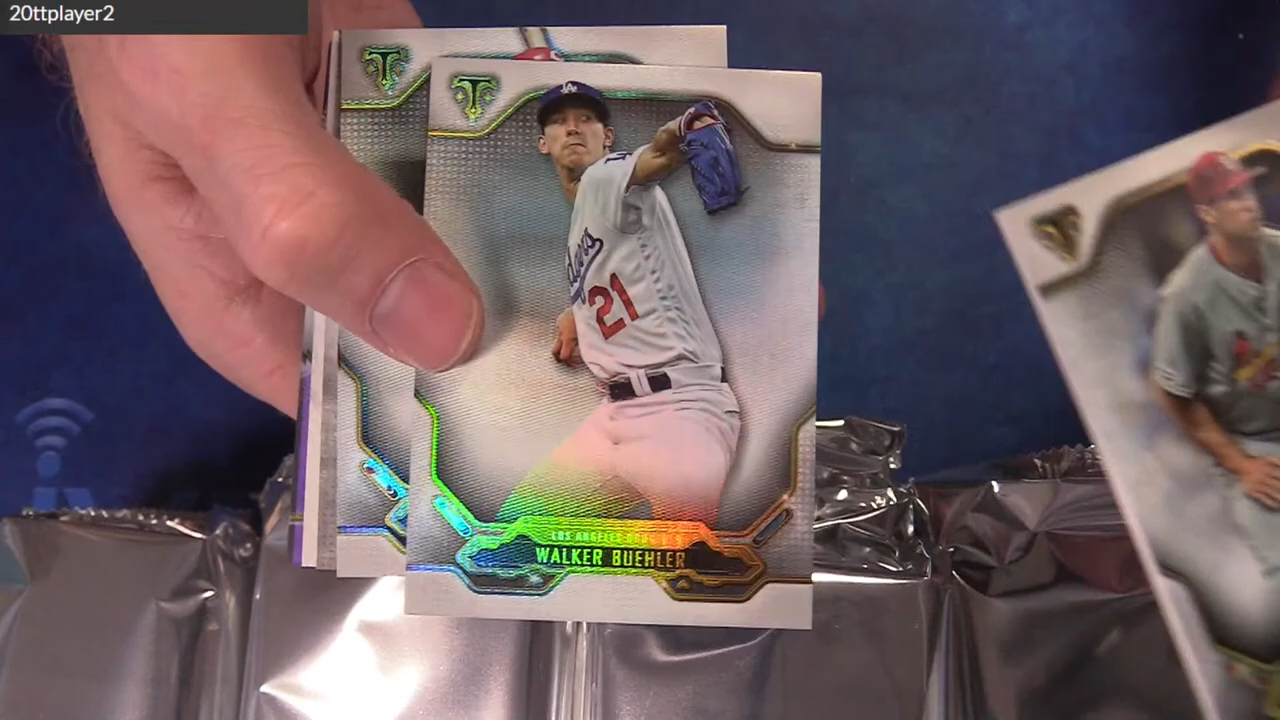 20ttplayer2
T
T
LA
Dodgers
21
LOS ANGELES DODGERS
WALKER BUEHLER